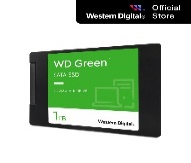 Western Digital.
Official
Store
WD Green
SATA SSD
1TB
Western Digital.